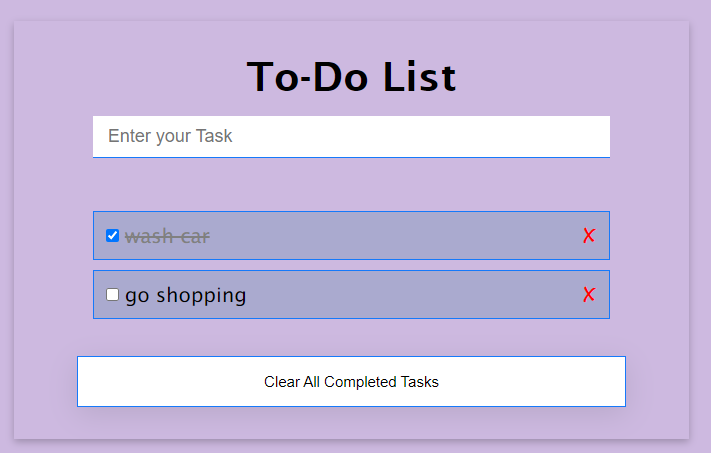 To-Do List
Enter your Task
wash car
X
go shopping
X
Clear All Completed Tasks